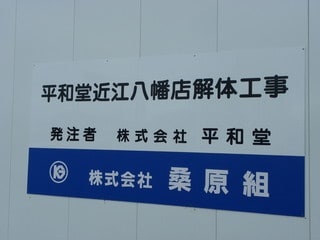 平和堂近江八幡店解体工事
発注者 株式会社 平和堂
株式会社 桑原組